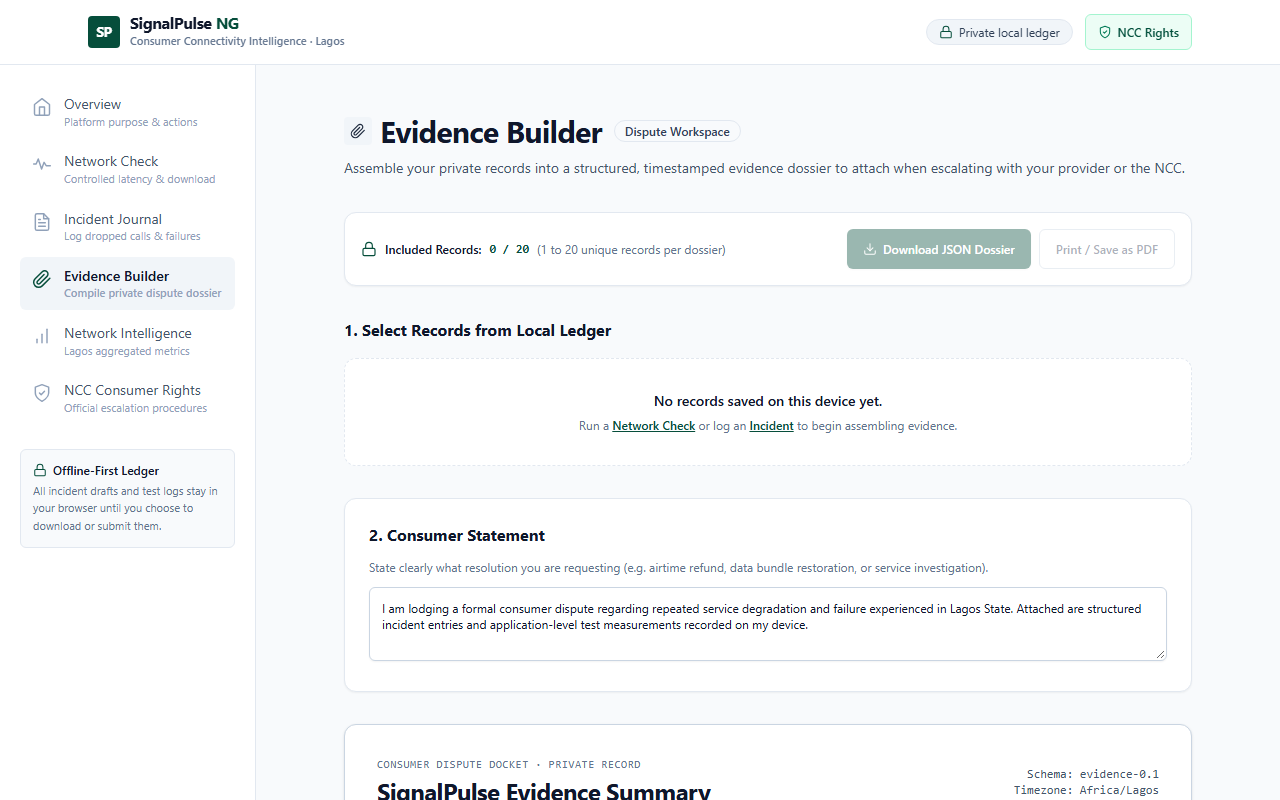 SP
SignalPulse NG
Consumer Connectivity Intelligence · Lagos
Private local ledger
NCC Rights
Overview
Platform purpose & actions
Network Check
Controlled latency & download
Incident Journal
Log dropped calls & failures
Evidence Builder
Compile private dispute dossier
Network Intelligence
Lagos aggregated metrics
NCC Consumer Rights
Official escalation procedures
Offline-First Ledger
All incident drafts and test logs stay in
your browser until you choose to
download or submit them.
Evidence Builder
Dispute Workspace
Assemble your private records into a structured, timestamped evidence dossier to attach when escalating with your provider or the NCC.
Included Records: 0 / 20 (1 to 20 unique records per dossier)
Download JSON Dossier
Print / Save as PDF
1. Select Records from Local Ledger
No records saved on this device yet.
Run a Network Check or log an Incident to begin assembling evidence.
2. Consumer Statement
State clearly what resolution you are requesting (e.g. airtime refund, data bundle restoration, or service investigation).
I am lodging a formal consumer dispute regarding repeated service degradation and failure experienced in Lagos State. Attached are structured
incident entries and application-level test measurements recorded on my device.
CONSUMER DISPUTE DOCKET · PRIVATE RECORD
SignalPulse Evidence Summary
Schema: evidence-0.1
Timezone: Africa/Lagos